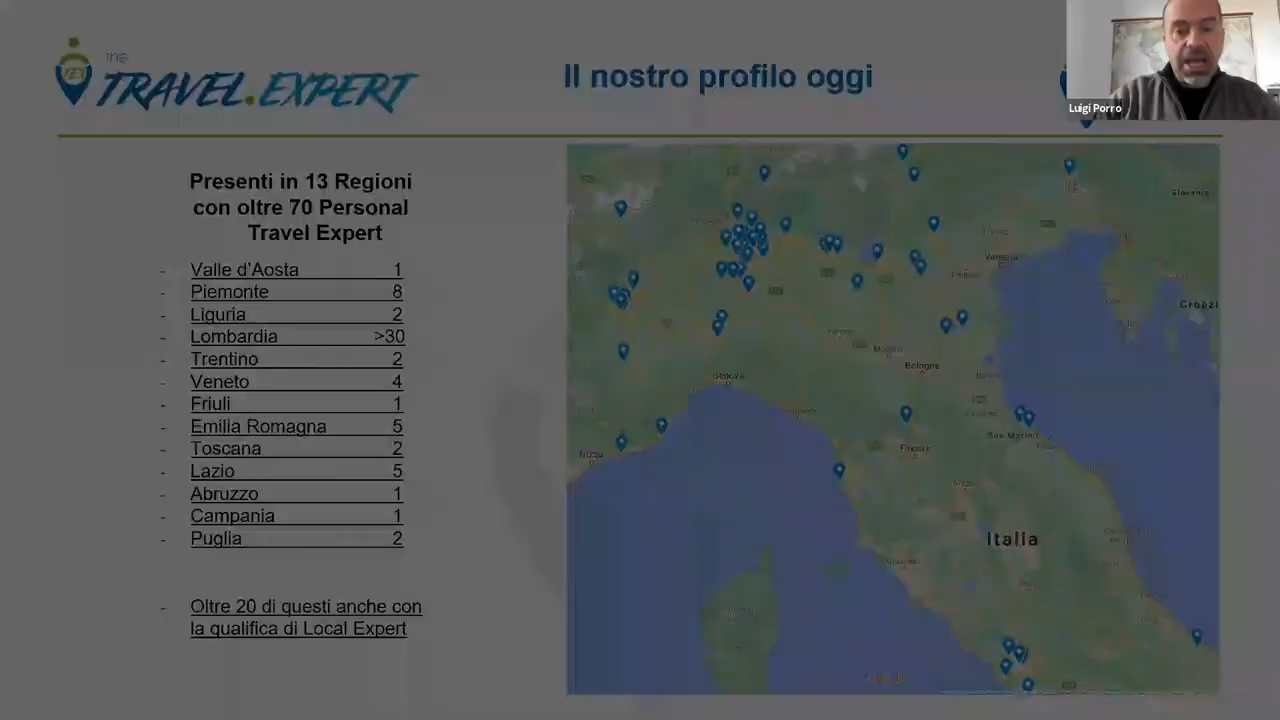 the
TRAVEL.EXPERT
Il nostro profilo oggi
Luigi Porro
Presenti in 13 Regioni
con oltre 70 Personal
Travel Expert
- Valle d'Aosta 1
- Piemonte 8
- Liguria 2
- Lombardia >30
- Trentino 2
- Veneto 4
- Friuli 1
- Emilia Romagna 5
- Toscana 2
- Lazio 5
- Abruzzo 1
- Campania 1
- Puglia 2
- Oltre 20 di questi anche con
la qualifica di Local Expert
Slovenia
Venezia
Croazi
Bologna
Genova
San Marino
Nizza
Firenze
Italia